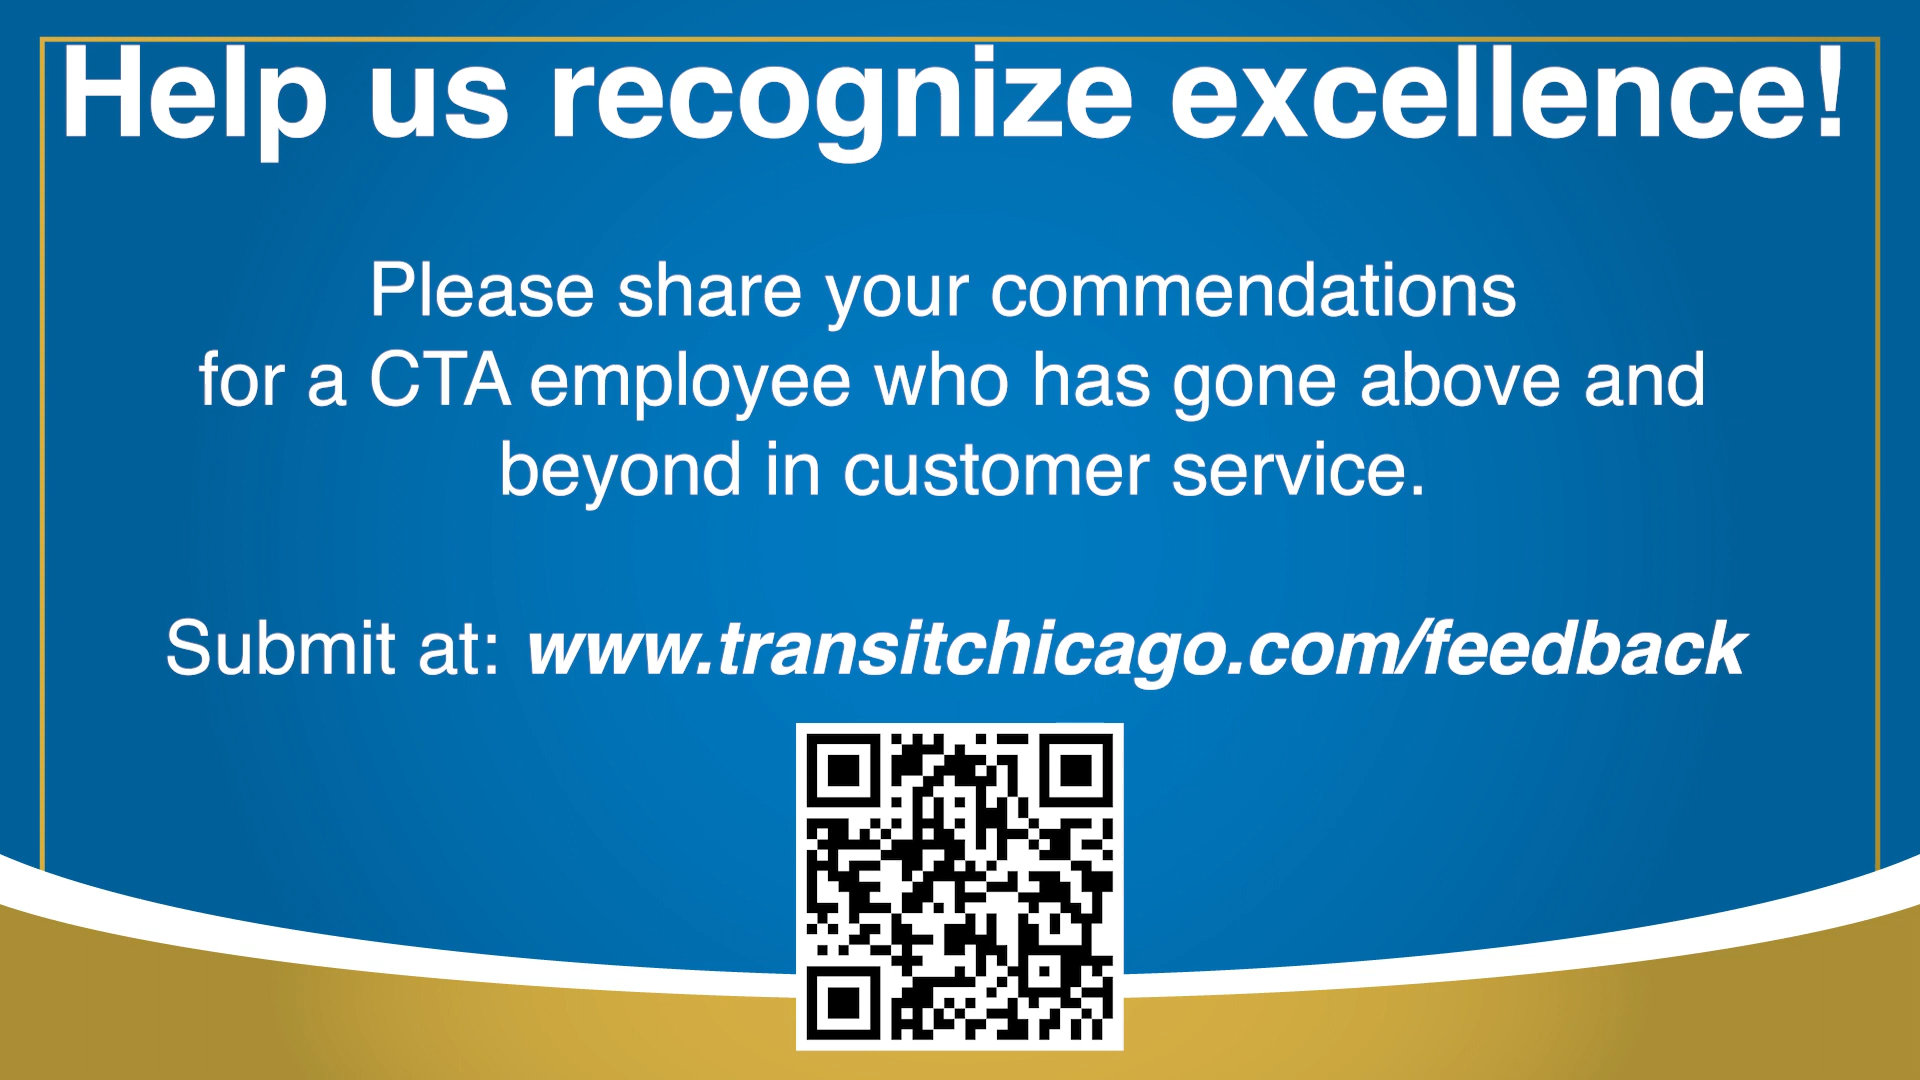 Help us recognize excellence!
Please share your commendations
for a CTA employee who has gone above and
beyond in customer service.
Submit at: www.transitchicago.com/feedback